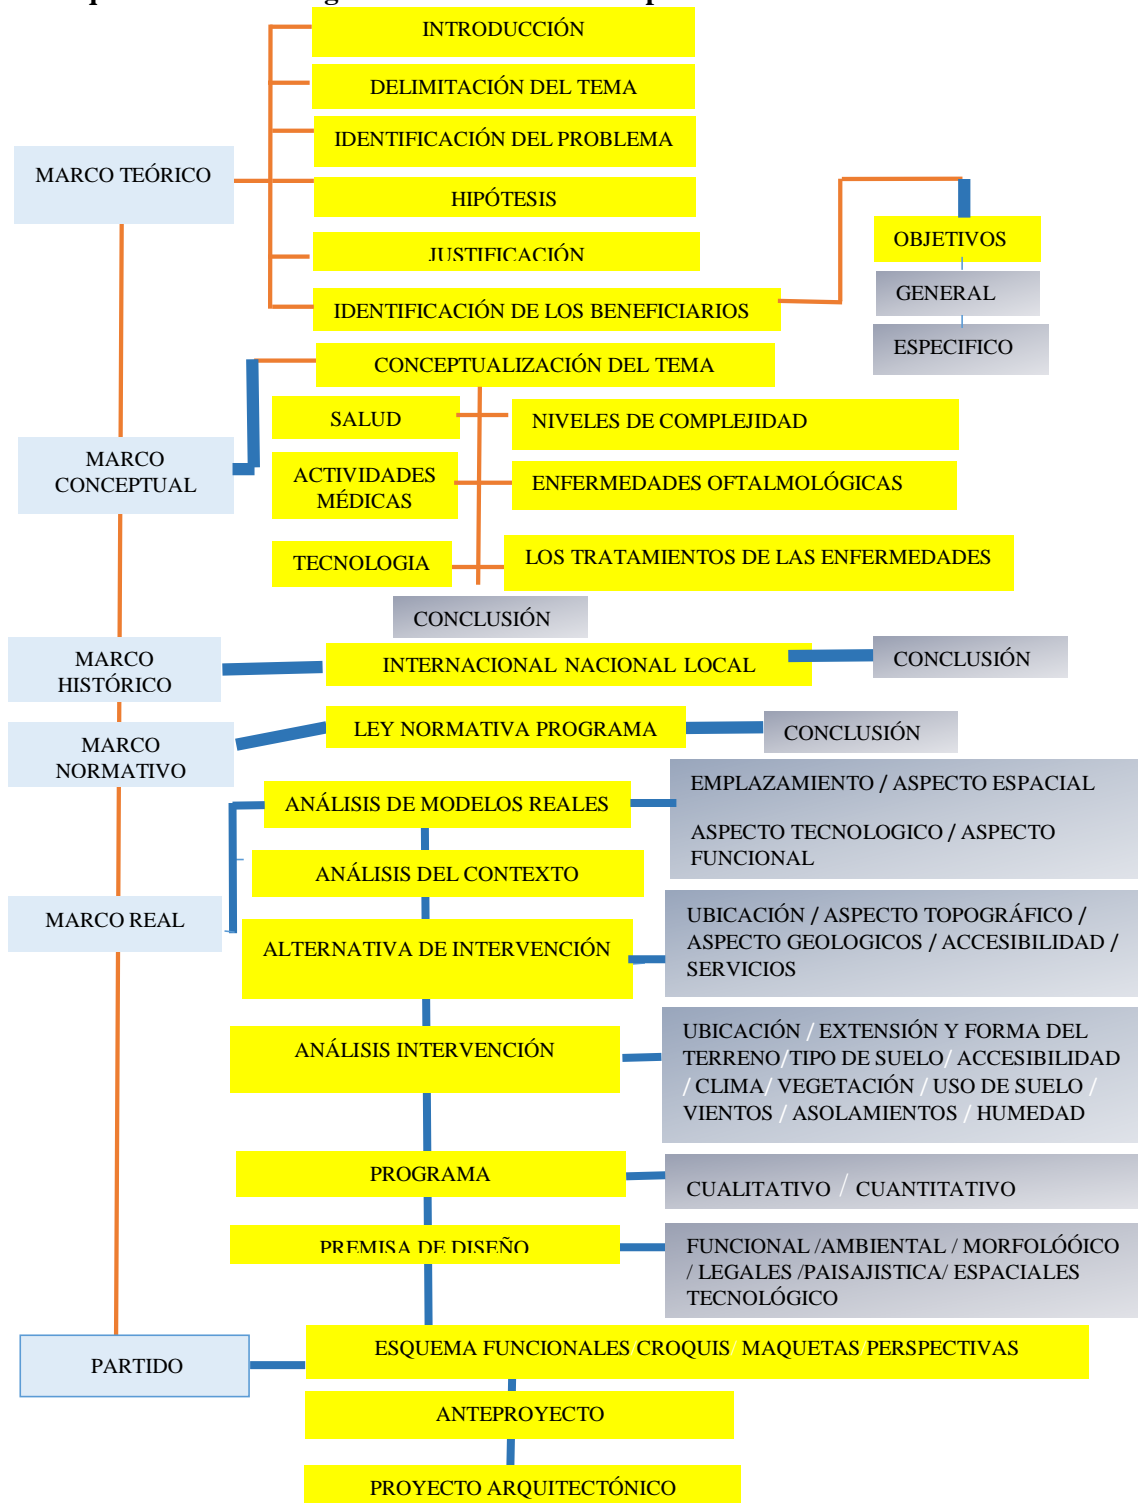 INTRODUCCIÓN
DELIMITACIÓN DEL TEMA
IDENTIFICACIÓN DEL PROBLEMA
MARCO TEÓRICO
HIPÓTESIS
JUSTIFICACIÓN
IDENTIFICACIÓN DE LOS BENEFICIARIOS
OBJETIVOS
GENERAL
ESPECIFICO
CONCEPTUALIZACIÓN DEL TEMA
MARCO
CONCEPTUAL
SALUD
NIVELES DE COMPLEJIDAD
ACTIVIDADES
MÉDICAS
ENFERMEDADES OFTALMOLÓGICAS
TECNOLOGIA
LOS TRATAMIENTOS DE LAS ENFERMEDADES
CONCLUSIÓN
MARCO
HISTÓRICO
INTERNACIONAL NACIONAL LOCAL
CONCLUSIÓN
MARCO
NORMATIVO
LEY NORMATIVA PROGRAMA
CONCLUSIÓN
MARCO REAL
ANÁLISIS DE MODELOS REALES
EMPLAZAMIENTO / ASPECTO ESPACIAL
ASPECTO TECNOLOGICO / ASPECTO
FUNCIONAL
ANÁLISIS DEL CONTEXTO
ALTERNATIVA DE INTERVENCIÓN
UBICACIÓN / ASPECTO TOPOGRÁFICO /
ASPECTO GEOLOGICOS / ACCESIBILIDAD /
SERVICIOS
ANÁLISIS INTERVENCIÓN
UBICACIÓN / EXTENSIÓN Y FORMA DEL
TERRENO/TIPO DE SUELO/ ACCESIBILIDAD
/ CLIMA/ VEGETACIÓN / USO DE SUELO /
VIENTOS / ASOLAMIENTOS / HUMEDAD
PROGRAMA
CUALITATIVO / CUANTITATIVO
PREMISA DE DISEÑO
FUNCIONAL /AMBIENTAL / MORFOLÓÓICO
/ LEGALES /PAISAJISTICA/ ESPACIALES
TECNOLÓGICO
PARTIDO
ESQUEMA FUNCIONALES CROQUIS/ MAQUETAS/PERSPECTIVAS
ANTEPROYECTO
PROYECTO ARQUITECTÓNICO